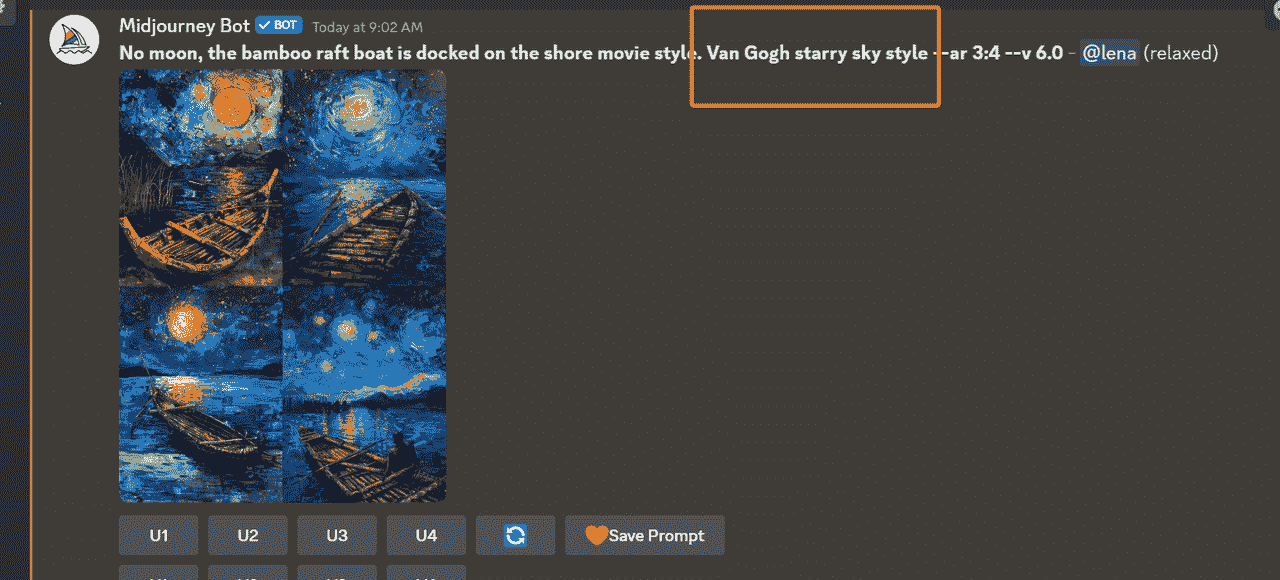 Midjourney Bot ✓ BOT Today at 9:02 AM
No moon, the bamboo raft boat is docked on the shore movie style. Van Gogh starry sky style --ar 3:4 --v 6.0 - @lena (relaxed)
U1 U2 U3 U4 Save Prompt